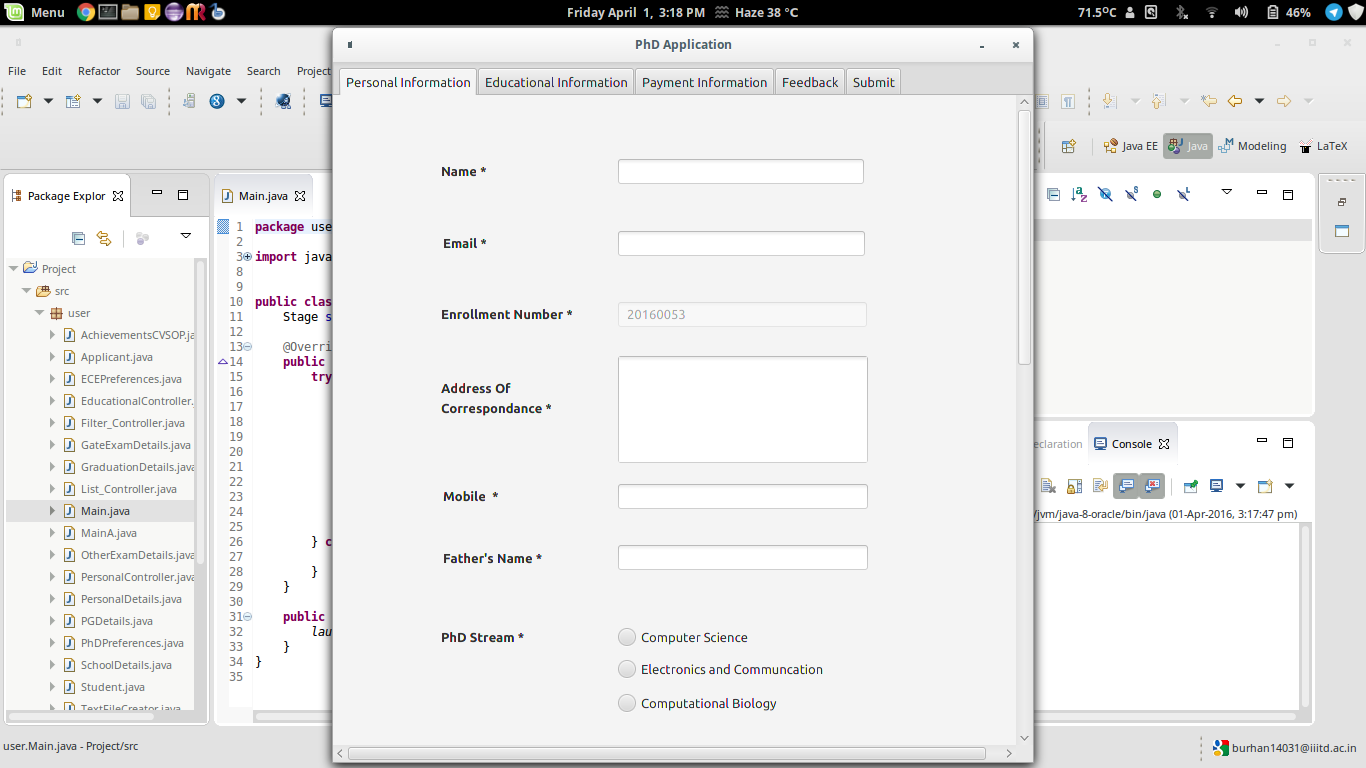 Menu Friday April 1, 3:18 PM Haze 38 °C 71.5°C 46%
PhD Application
File Edit Refactor Source Navigate Search Project
Personal Information Educational Information Payment Information Feedback Submit
Java EE Java Modeling LaTeX
Package Explor
Main.java
Project
src
user
AchievementsCVSOP.ja
Applicant.java
ECEPreferences.java
EducationalController.
Filter_Controller.java
GateExamDetails.java
GraduationDetails.java
List_Controller.java
Main.java
MainA.java
OtherExamDetails.java
PersonalController.java
PersonalDetails.java
PGDetails.java
PhDPreferences.java
SchoolDetails.java
Student.java
TextFileCreator.java
1 package use
2
3 import java
8
9
10 public clas
11 Stage s
12
13 @Overri
14 public
15 try
16
17
18
19
20
21
22
23
24
25
26 } c
27
28 }
29 }
30
31 public
32 lau
33 }
34 }
35
Name *
Email *
Enrollment Number * 20160053
Address Of
Correspondance *
Mobile *
Father's Name *
PhD Stream * Computer Science
Electronics and Communcation
Computational Biology
eclaration Console
/jvm/java-8-oracle/bin/java (01-Apr-2016, 3:17:47 pm)
user.Main.java - Project/src
burhan14031@iiitd.ac.in